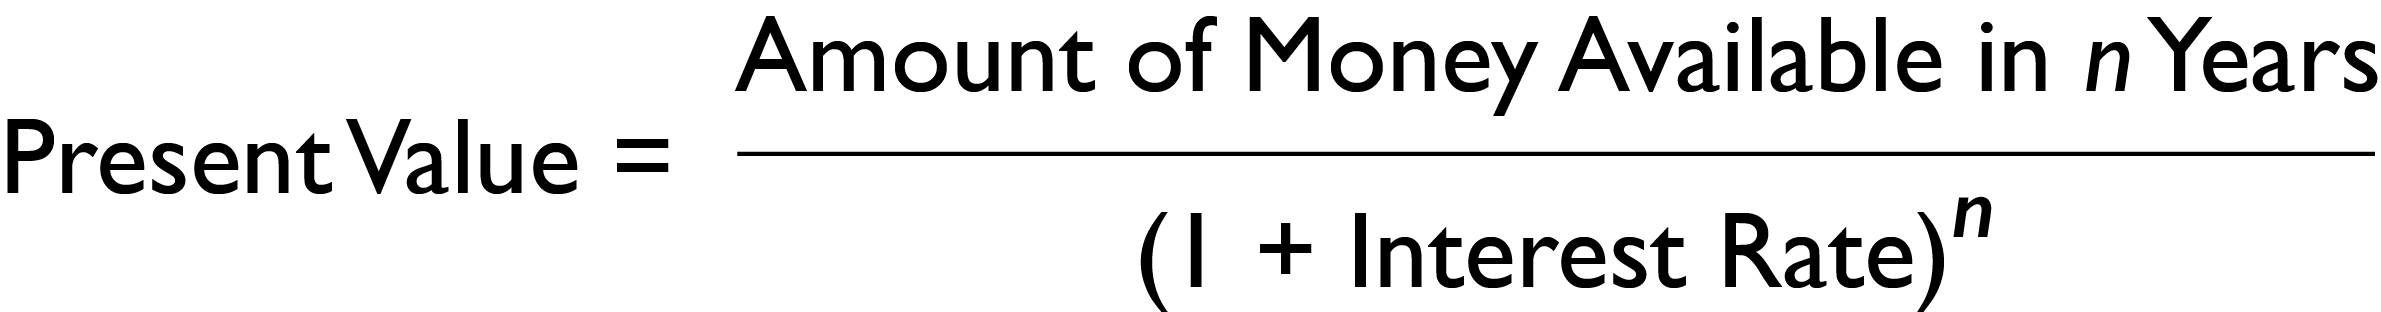 Amount of Money Available in n Years
Present Value =
(1 + Interest Rate)ⁿ